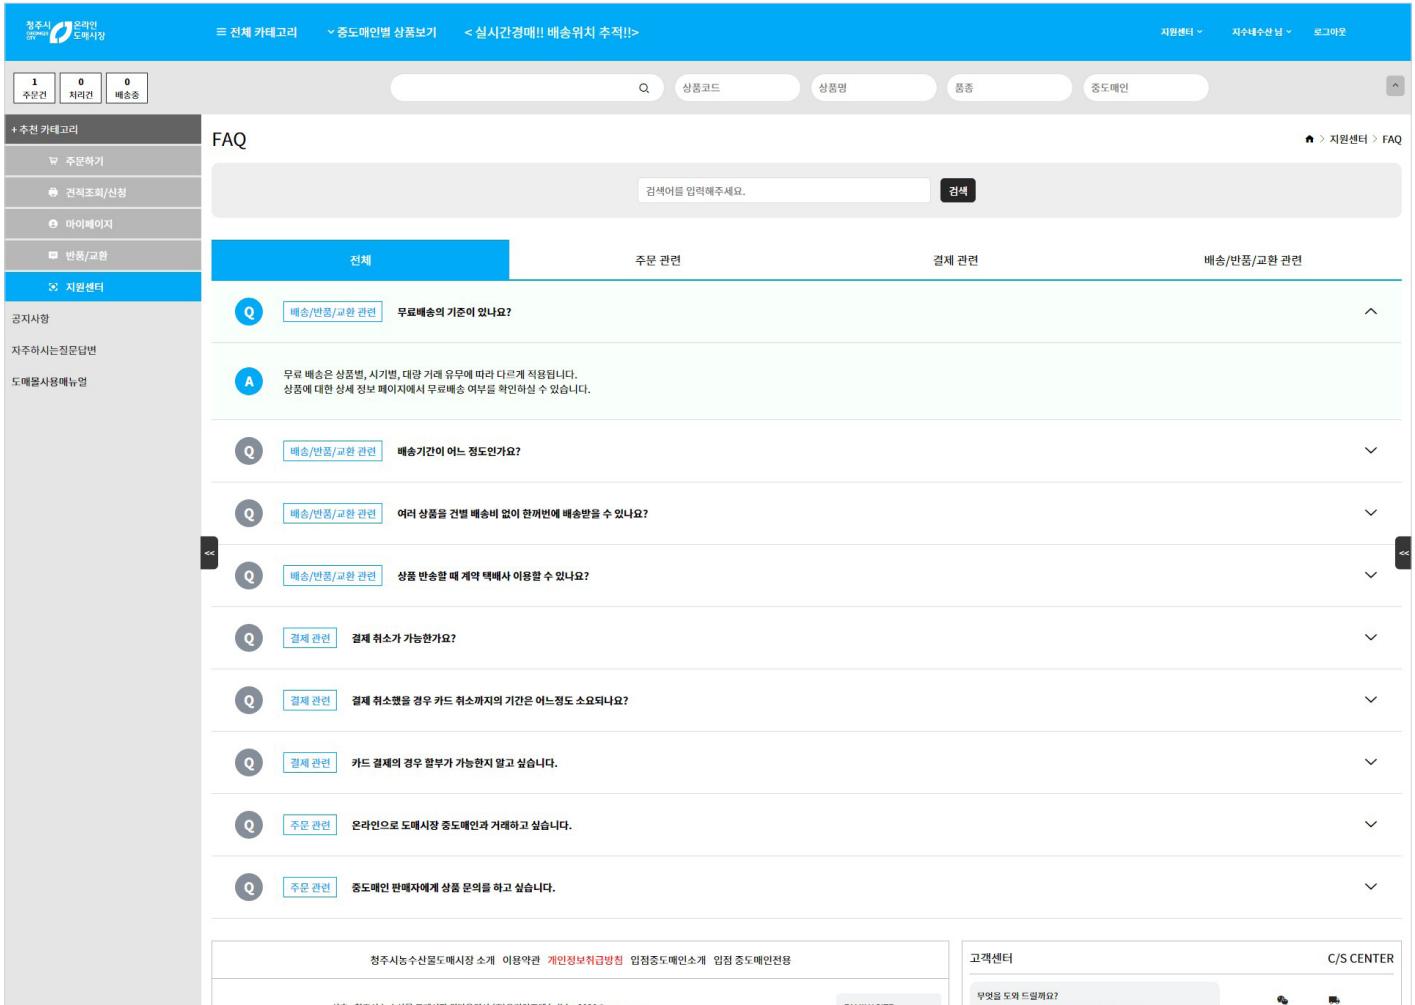 청주시
CHEONGJU CITY
온라인
도매시장
전체 카테고리
중도매인별 상품보기
< 실시간경매!! 배송위치 추적!!>
지원센터
지수네수산 님
로그아웃
1
주문건
0
처리건
0
배송중
상품코드
상품명
품종
중도매인
+ 추천 카테고리
주문하기
견적조회/신청
마이페이지
반품/교환
지원센터
공지사항
자주하시는질문답변
도매몰사용매뉴얼
FAQ
> 지원센터 > FAQ
검색어를 입력해주세요.
검색
전체
주문 관련
결제 관련
배송/반품/교환 관련
Q 배송/반품/교환 관련 무료배송의 기준이 있나요?
A 무료 배송은 상품별, 시기별, 대량 거래 유무에 따라 다르게 적용됩니다.
상품에 대한 상세 정보 페이지에서 무료배송 여부를 확인하실 수 있습니다.
Q 배송/반품/교환 관련 배송기간이 어느 정도인가요?
Q 배송/반품/교환 관련 여러 상품을 건별 배송비 없이 한꺼번에 배송받을 수 있나요?
<<
<<
Q 배송/반품/교환 관련 상품 반송할 때 계약 택배사 이용할 수 있나요?
Q 결제 관련 결제 취소가 가능한가요?
Q 결제 관련 결제 취소했을 경우 카드 취소까지의 기간은 어느정도 소요되나요?
Q 결제 관련 카드 결제의 경우 할부가 가능한지 알고 싶습니다.
Q 주문 관련 온라인으로 도매시장 중도매인과 거래하고 싶습니다.
Q 주문 관련 중도매인 판매자에게 상품 문의를 하고 싶습니다.
청주시농수산물도매시장 소개 이용약관 개인정보취급방침 입점중도매인소개 입점 중도매인전용
고객센터
C/S CENTER
무엇을 도와 드릴까요?